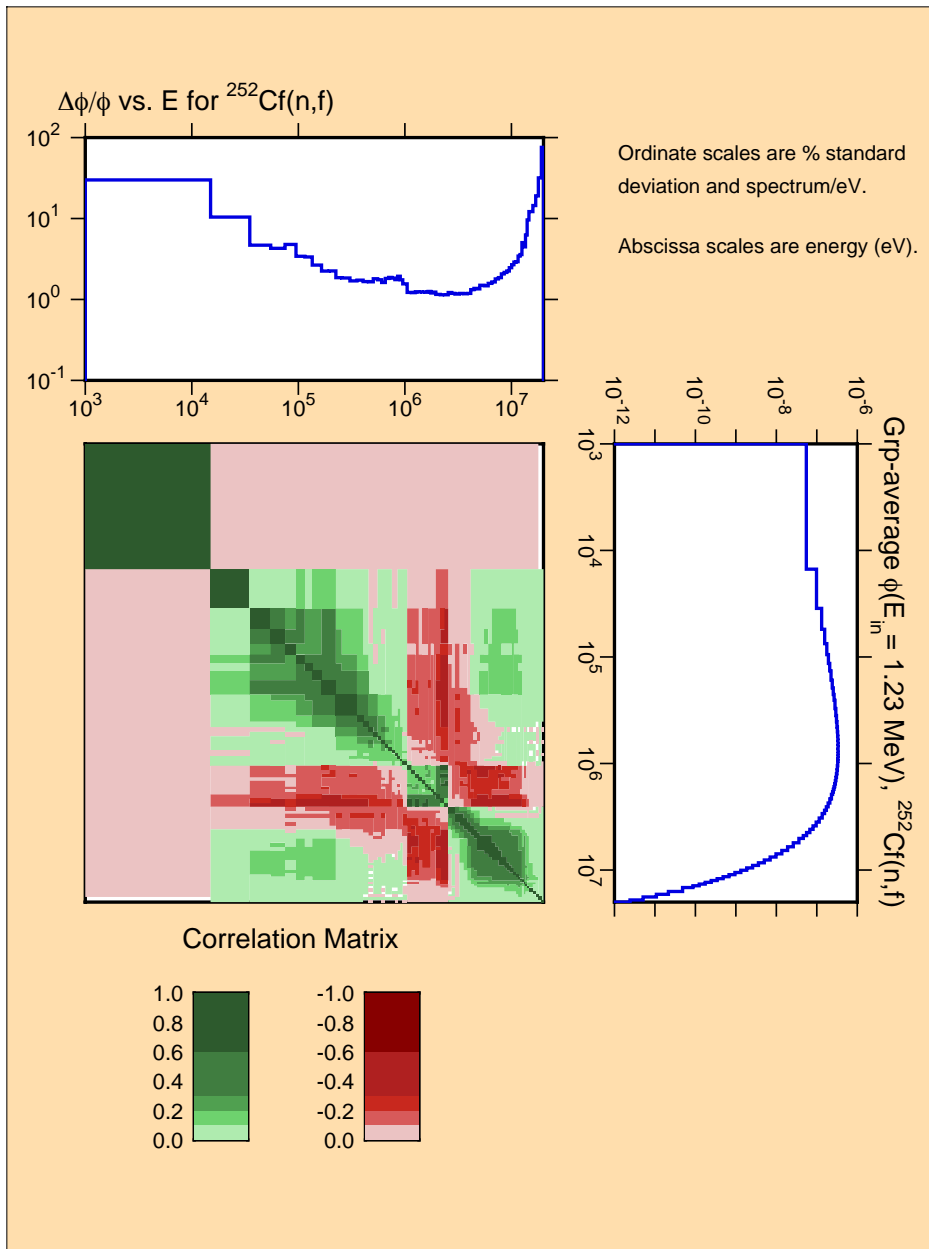 Δϕ/ϕ vs. E for ²⁵²Cf(n,f)
10²
10¹
10⁰
10⁻¹
10³ 10⁴ 10⁵ 10⁶ 10⁷
Ordinate scales are % standard
deviation and spectrum/eV.
Abscissa scales are energy (eV).
10⁻¹² 10⁻¹⁰ 10⁻⁸ 10⁻⁶
10³
10⁴
10⁵
10⁶
10⁷
Grp-average ϕ(E_in = 1.23 MeV), ²⁵²Cf(n,f)
Correlation Matrix
1.0
0.8
0.6
0.4
0.2
0.0
-1.0
-0.8
-0.6
-0.4
-0.2
0.0